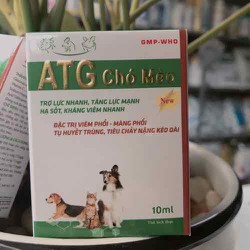 GMP-WHO
ATG Chó Mèo
New
TRỢ LỰC NHANH, TĂNG LỰC MẠNH
HẠ SỐT, KHÁNG VIÊM NHANH
ĐẶC TRỊ VIÊM PHỔI - MÀNG PHỔI
TỤ HUYẾT TRÙNG, TIÊU CHẢY NẶNG KÉO DÀI
10ml